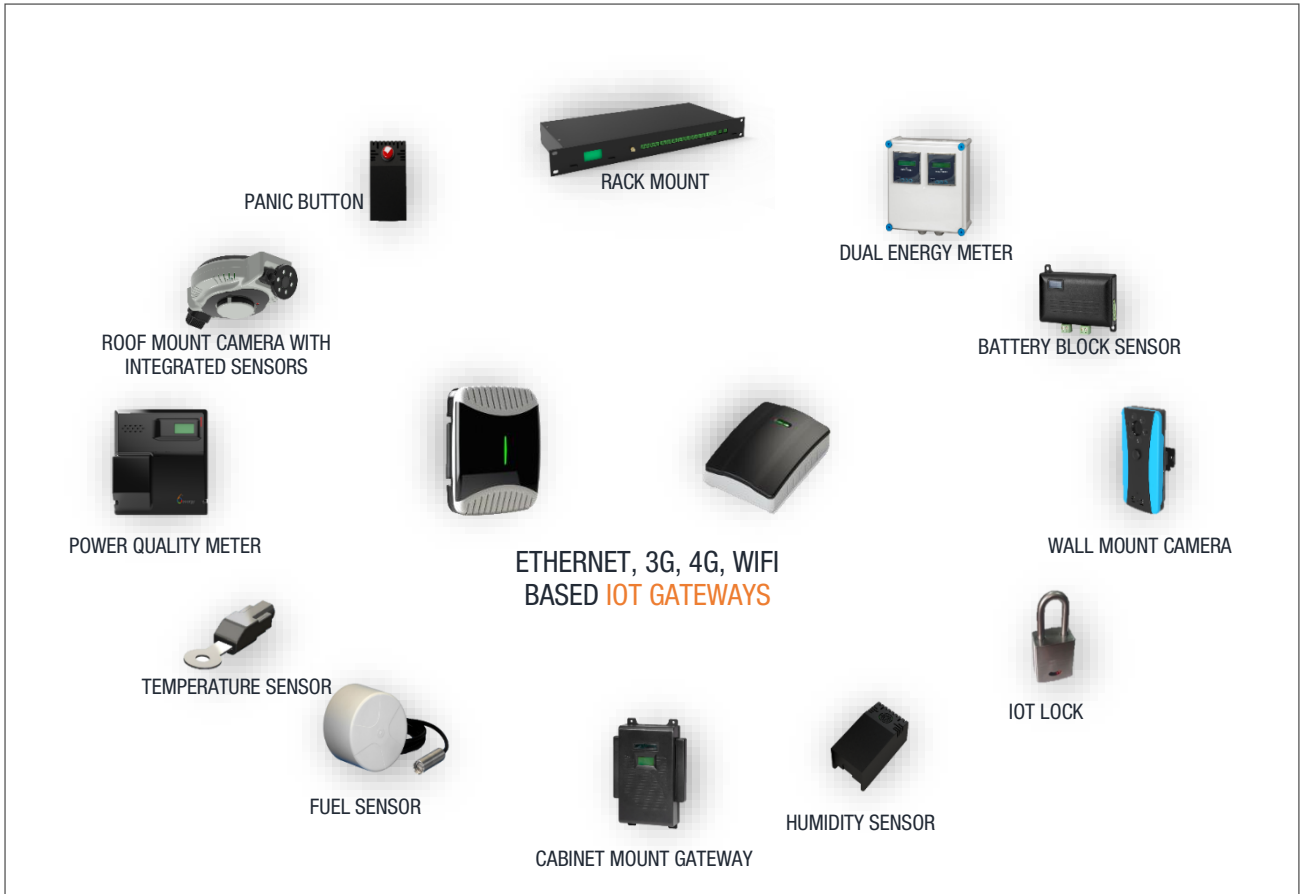 RACK MOUNT
PANIC BUTTON
DUAL ENERGY METER
ROOF MOUNT CAMERA WITH
INTEGRATED SENSORS
BATTERY BLOCK SENSOR
POWER QUALITY METER
WALL MOUNT CAMERA
ETHERNET, 3G, 4G, WIFI
BASED IOT GATEWAYS
TEMPERATURE SENSOR
IOT LOCK
FUEL SENSOR
HUMIDITY SENSOR
CABINET MOUNT GATEWAY